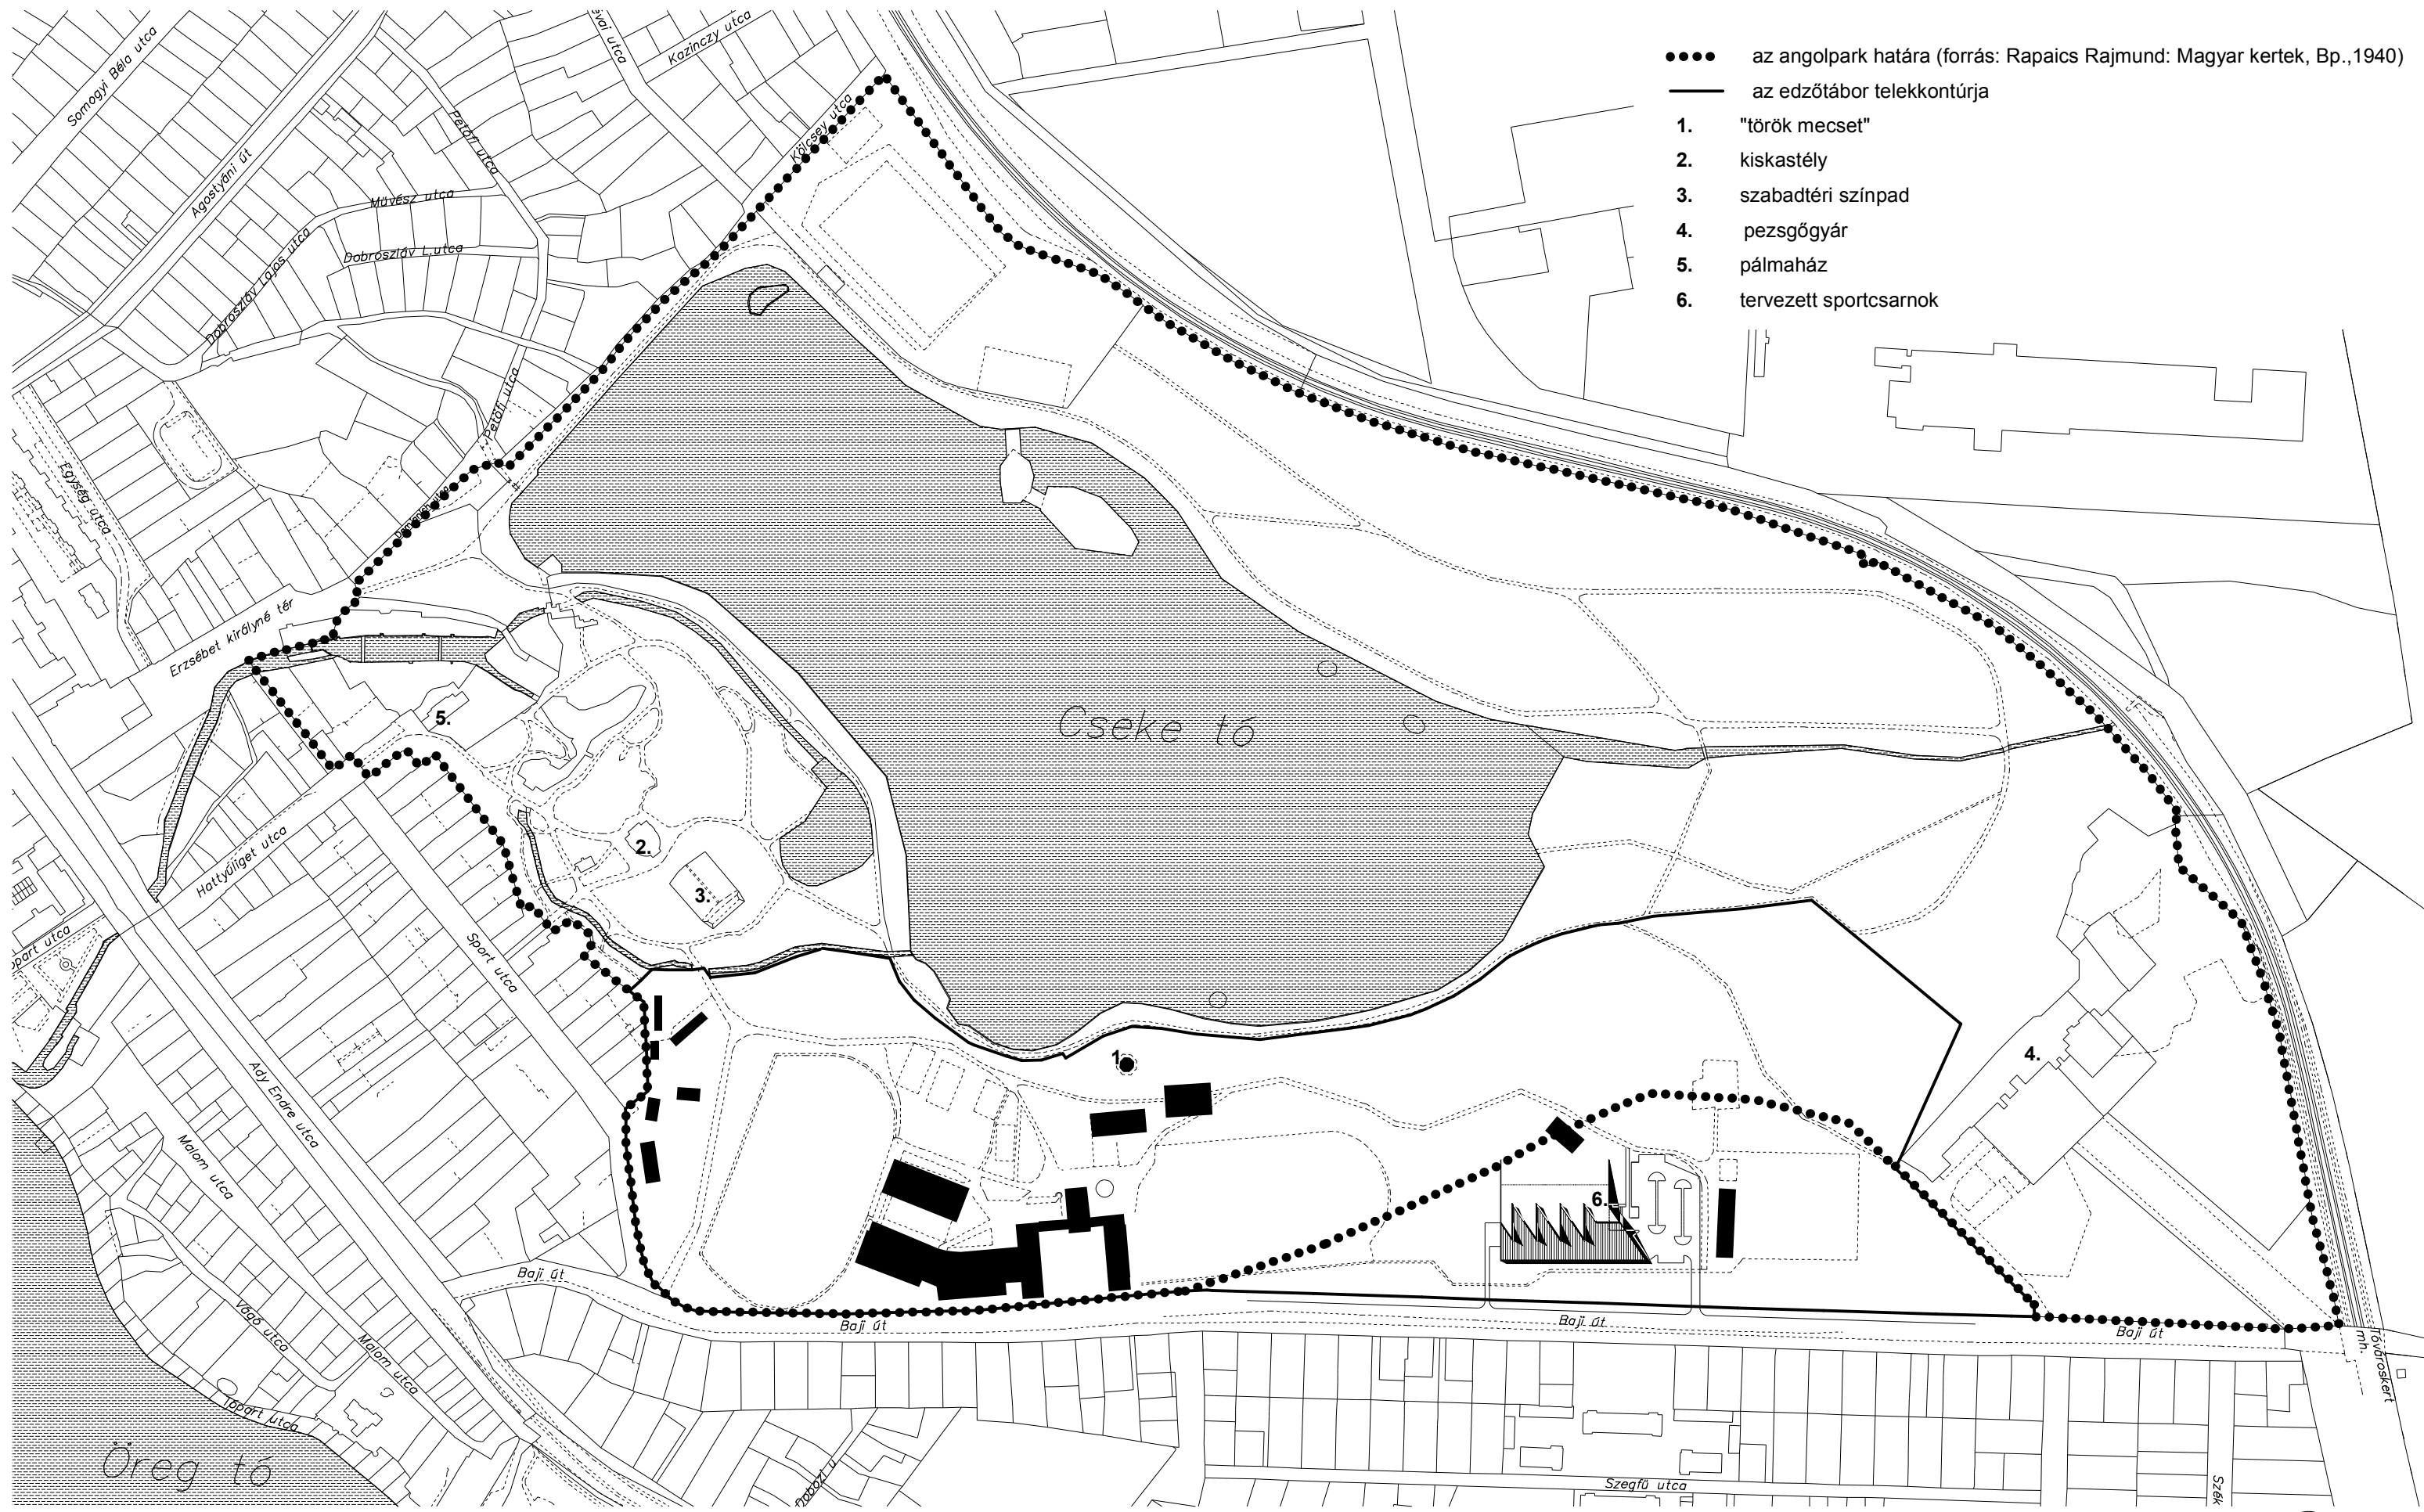 az angolpark határa (forrás: Rapaics Rajmund: Magyar kertek, Bp.,1940)
az edzőtábor telekkontúrja
1. "török mecset"
2. kiskastély
3. szabadtéri színpad
4. pezsgőgyár
5. pálmaház
6. tervezett sportcsarnok
Somogyi Béla utca
Kazinczy utca
Kölcsey utca
Petőfi utca
Agostyáni út
Művész utca
Dobroszláv Lajos utca
Dobroszláv L.utca
Petőfi utca
Egység utca
Erzsébet királyné tér
5.
Cseke tó
2.
3.
Hattyúliget utca
Sport utca
Ady Endre utca
1.
4.
6.
Malom utca
Baji út
Baji út
Baji út
Baji út
Vágó utca
Malom utca
Tópart utca
Öreg tó
Szegfű utca
mh.
Tóvároskert